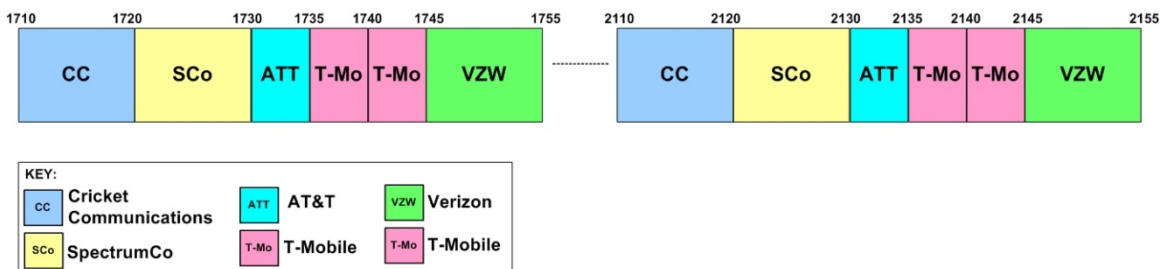 1710 1720 1730 1735 1740 1745 1755 2110 2120 2130 2135 2140 2145 2155
CC SCo ATT T-Mo T-Mo VZW CC SCo ATT T-Mo T-Mo VZW
KEY:
CC Cricket Communications ATT AT&T VZW Verizon
SCo SpectrumCo T-Mo T-Mobile T-Mo T-Mobile